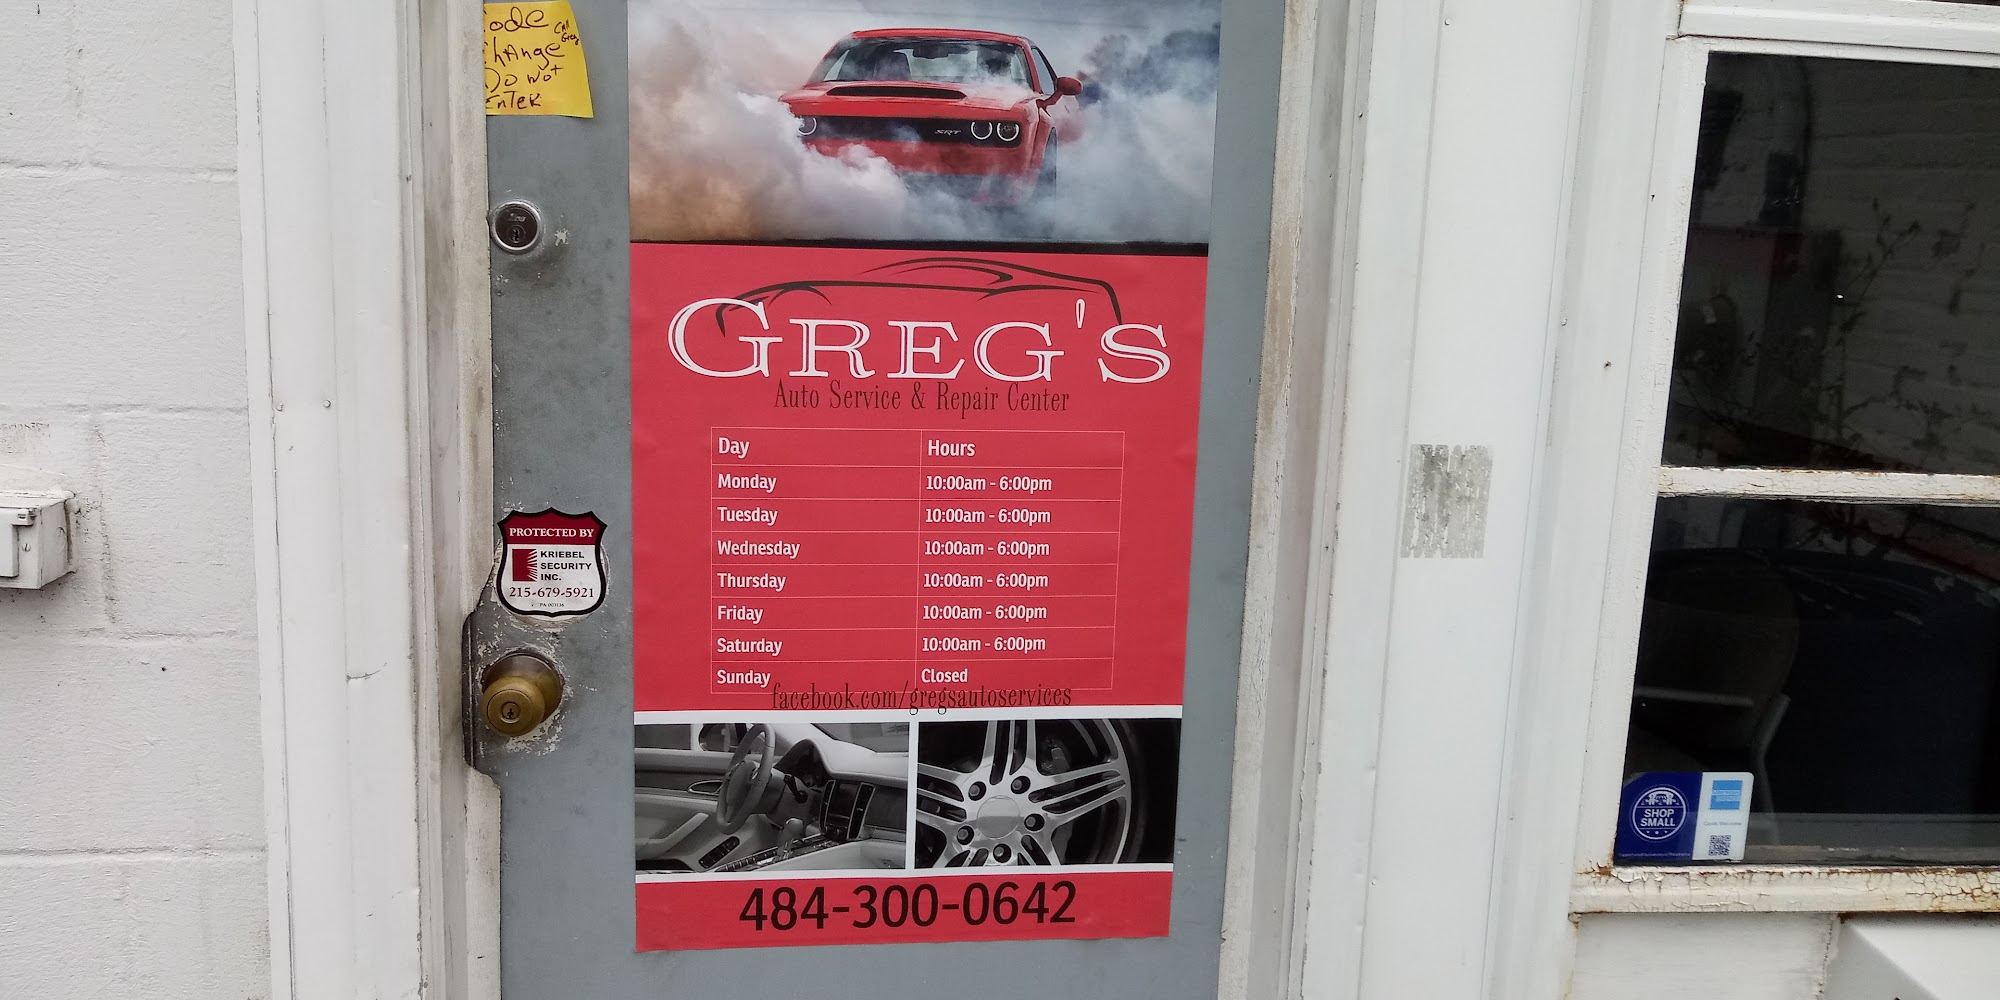 ode
Change
Do Not
Enter
Call
Greg
SRT
GREG'S
Auto Service & Repair Center
Day Hours
Monday 10:00am - 6:00pm
Tuesday 10:00am - 6:00pm
Wednesday 10:00am - 6:00pm
Thursday 10:00am - 6:00pm
Friday 10:00am - 6:00pm
Saturday 10:00am - 6:00pm
Sunday Closed
facebook.com/gregsautoservices
484-300-0642
PROTECTED BY
KRIEBEL
SECURITY
INC.
215-679-5921
SHOP
SMALL